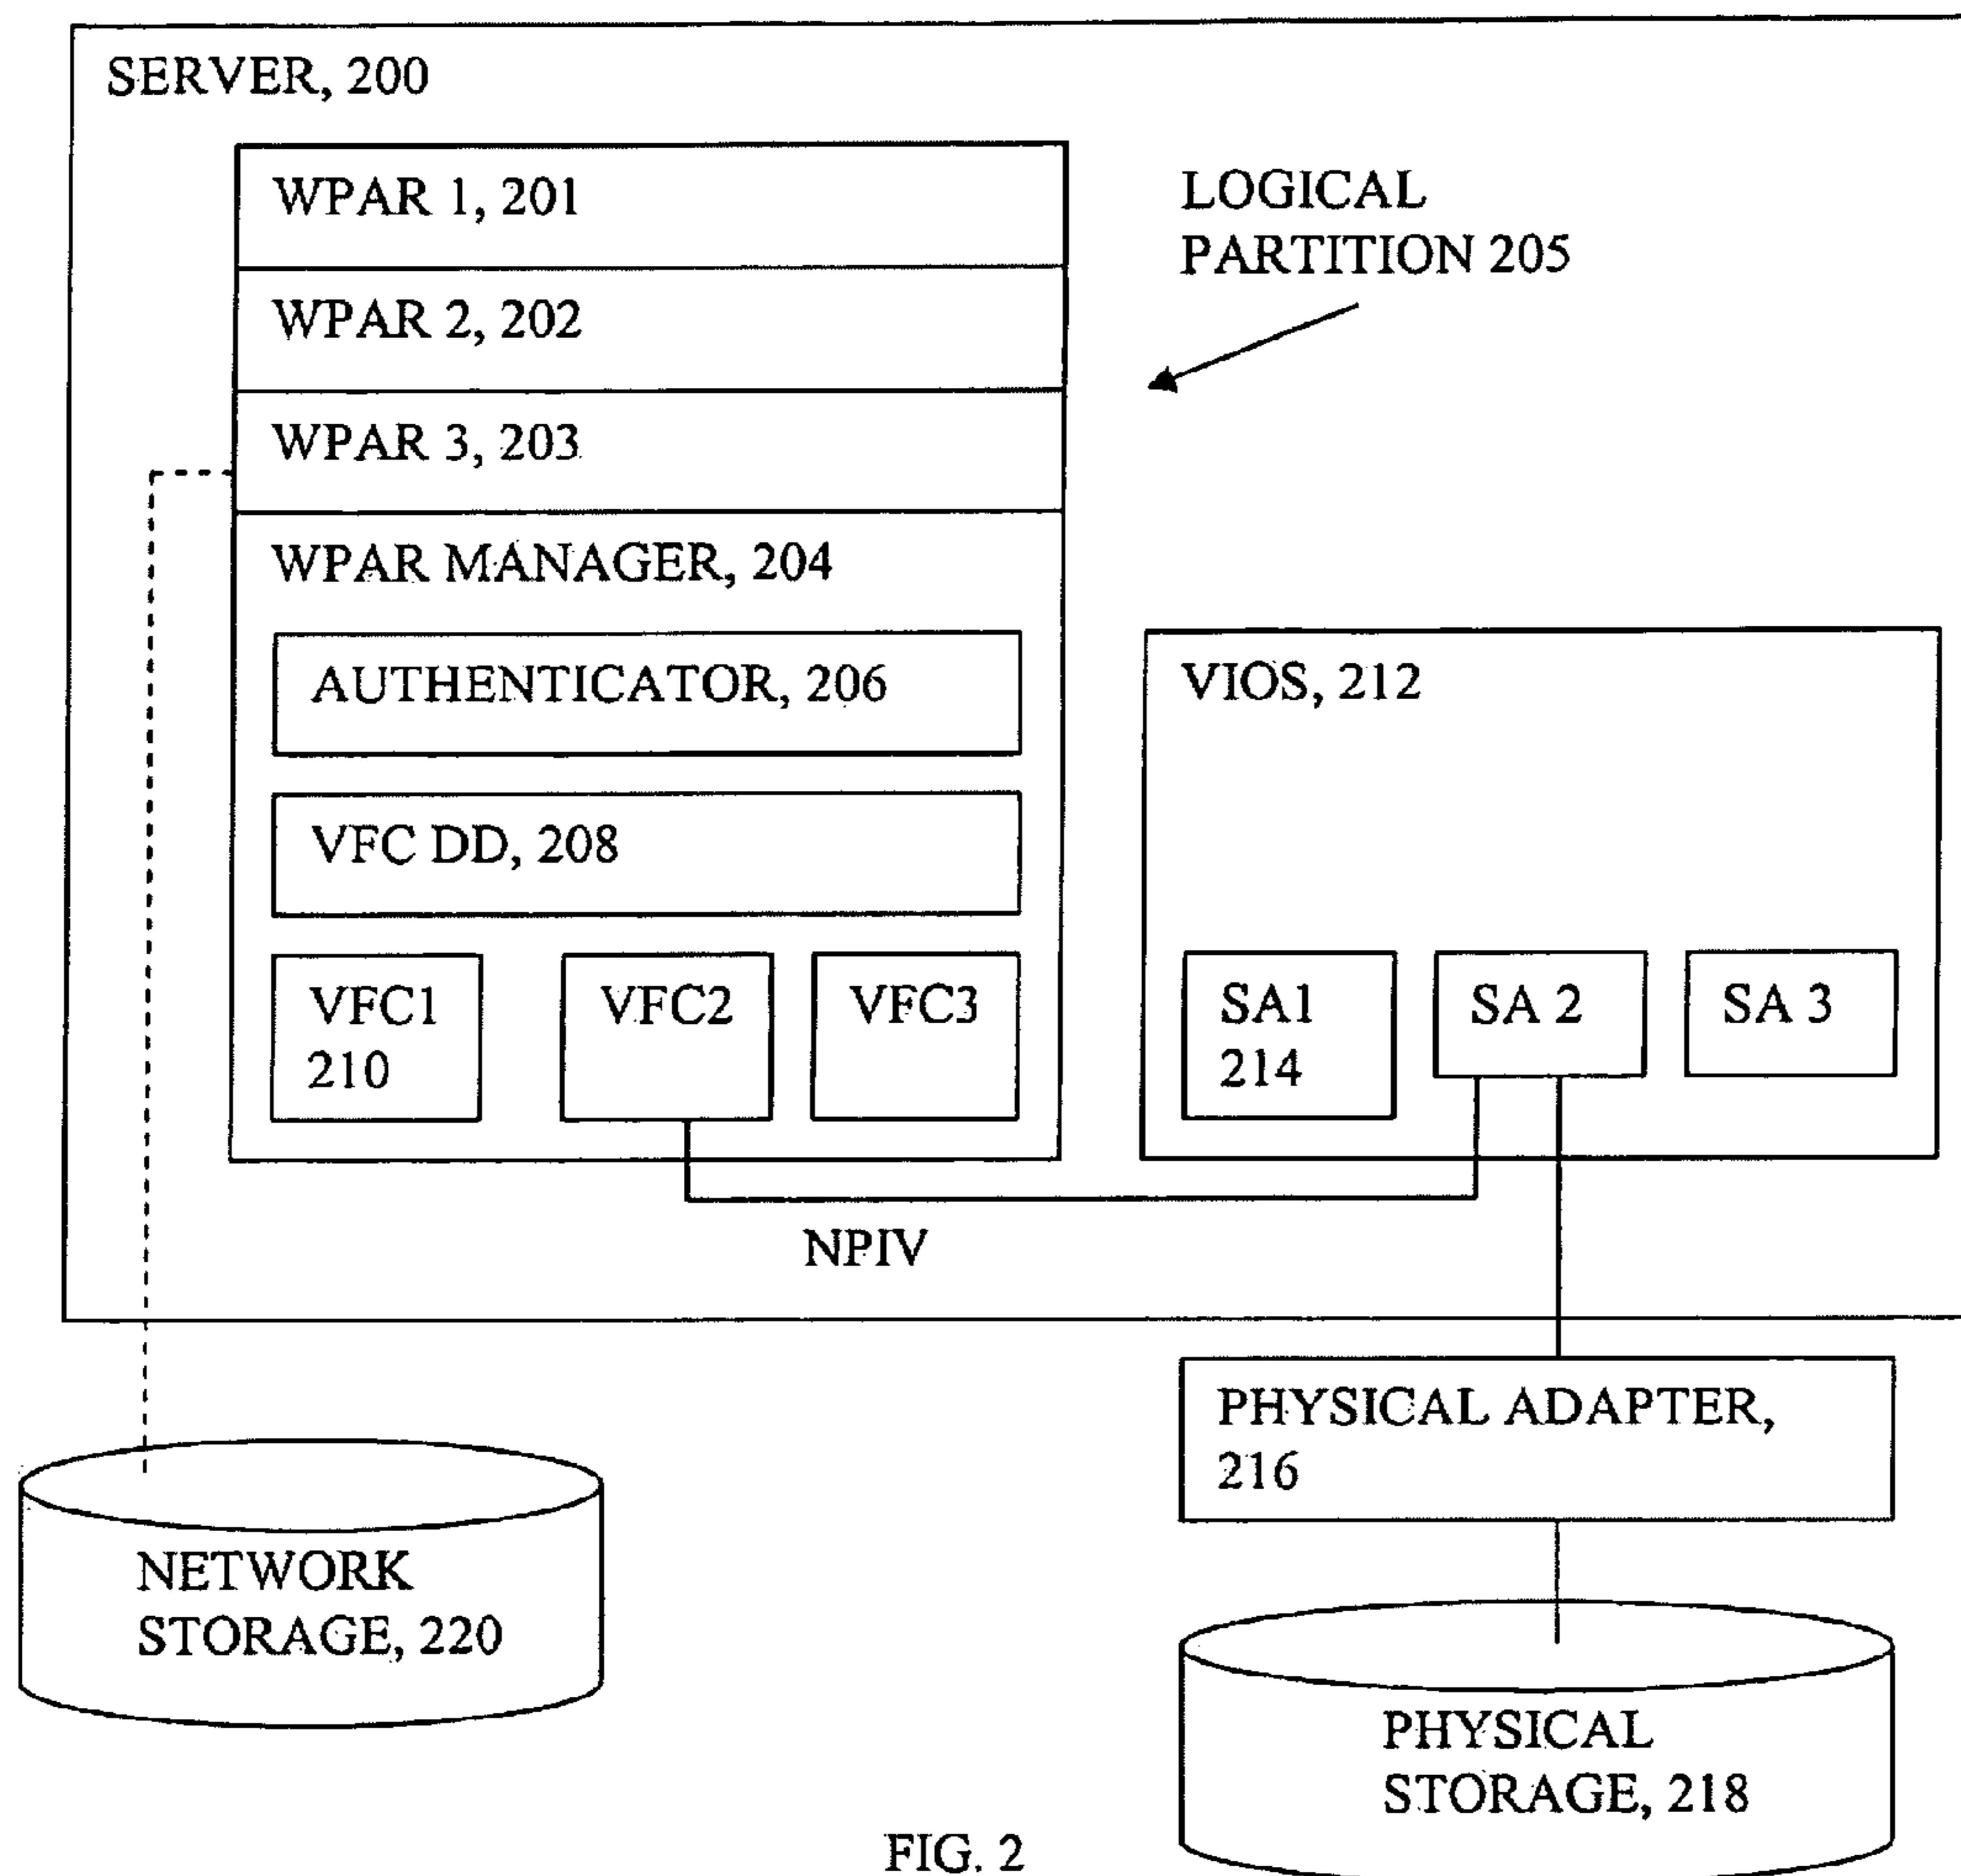 SERVER, 200
WPAR 1, 201
WPAR 2, 202
WPAR 3, 203
WPAR MANAGER, 204
AUTHENTICATOR, 206
VFC DD, 208
VFC1
210
VFC2
VFC3
LOGICAL
PARTITION 205
VIOS, 212
SA1
214
SA 2
SA 3
NPIV
PHYSICAL ADAPTER,
216
NETWORK
STORAGE, 220
PHYSICAL
STORAGE, 218
FIG. 2